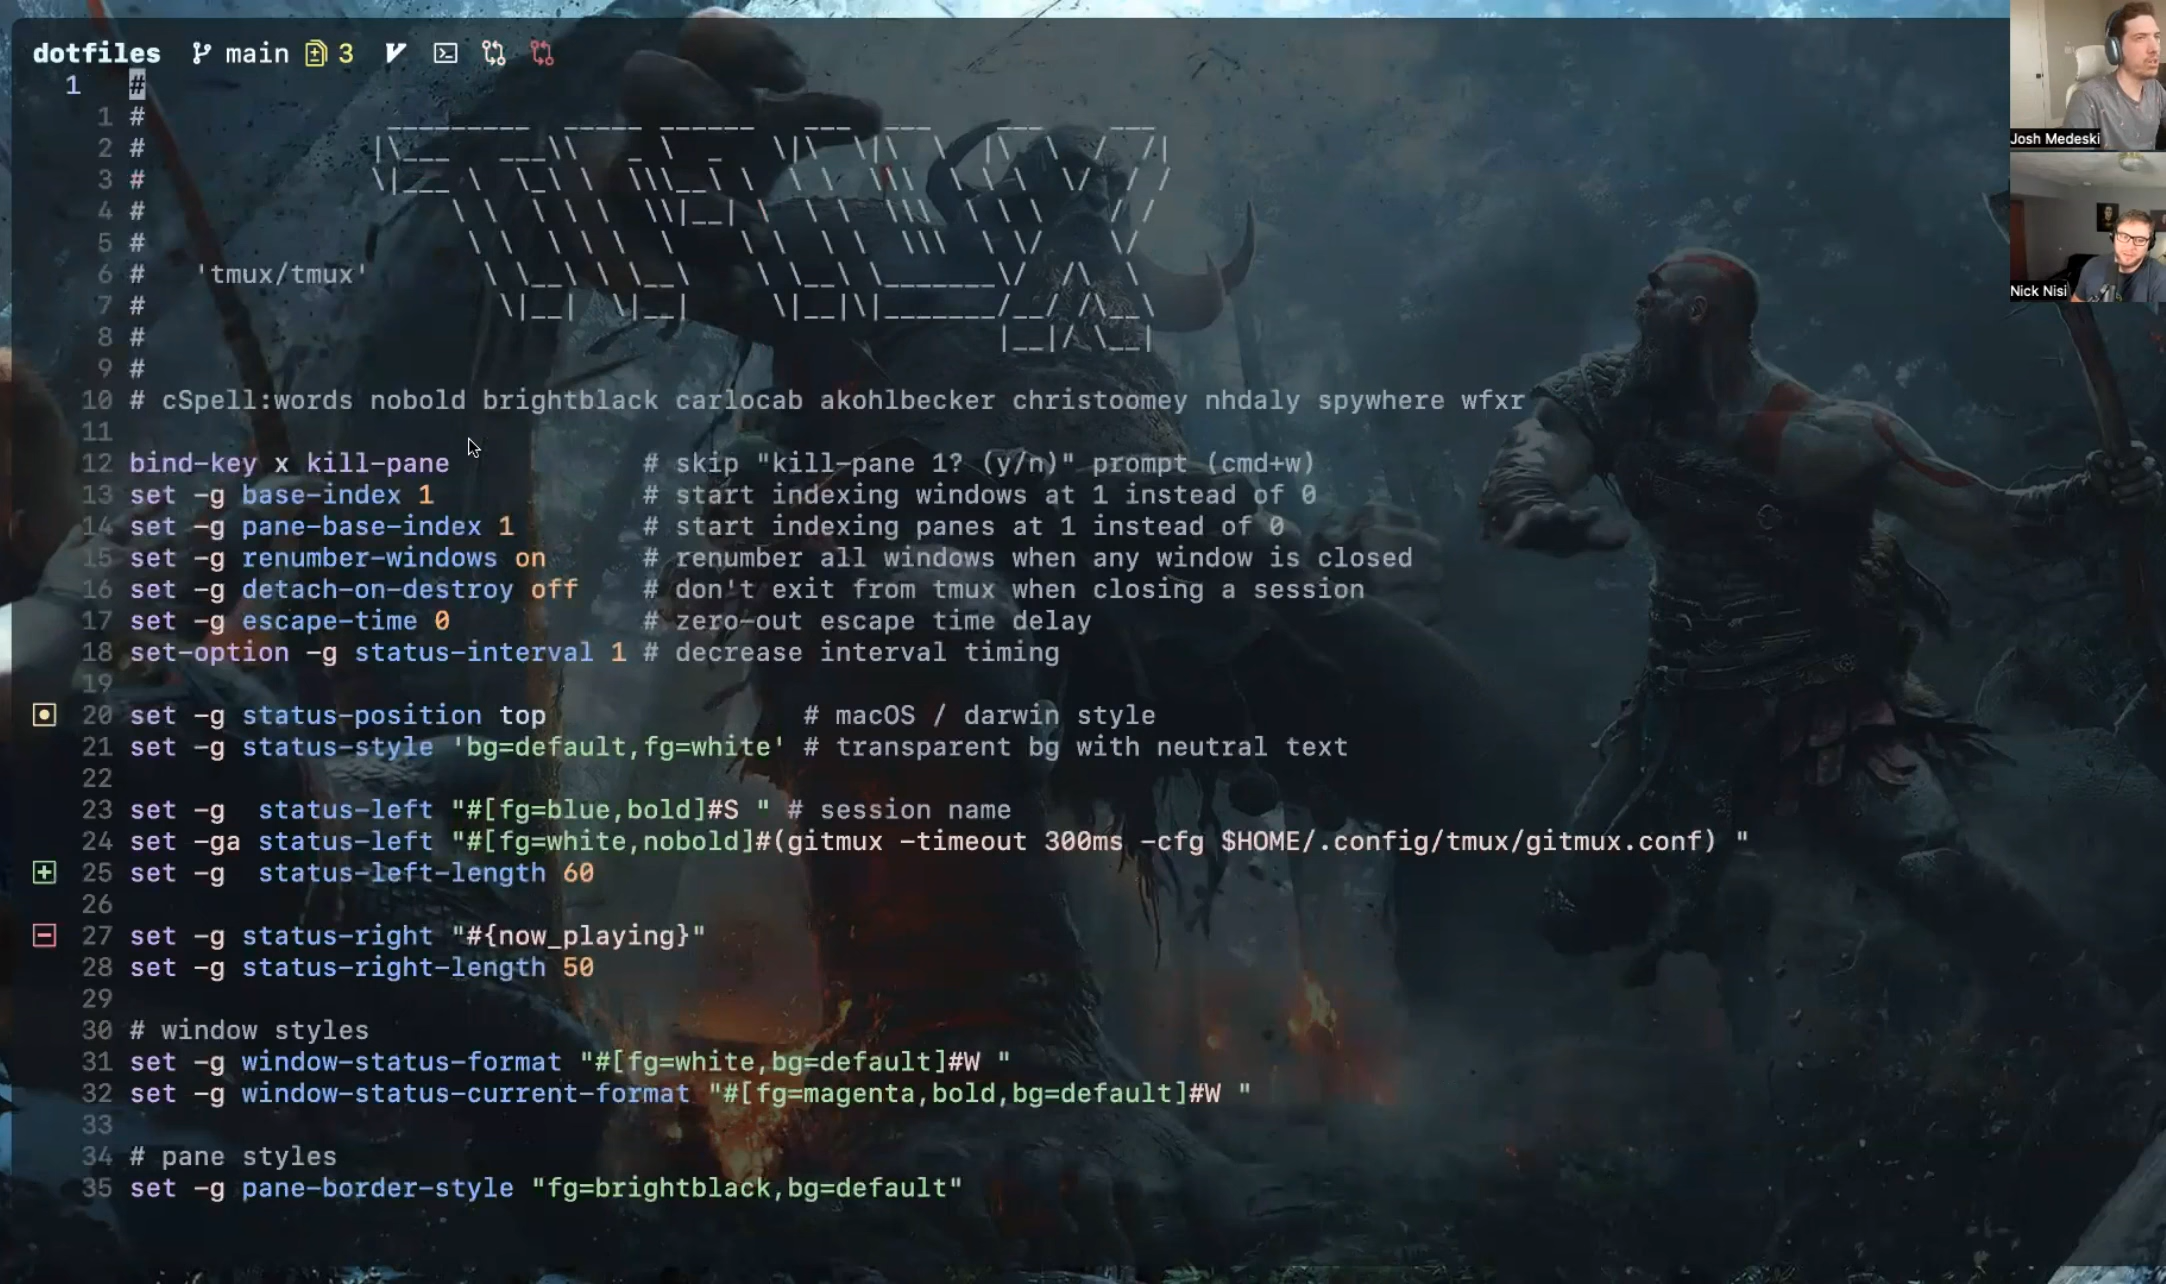 dotfiles main 3
1 #
1 #
2 #
3 #
4 #
5 #
6 # 'tmux/tmux'
7 #
8 #
9 #
10 # cSpell:words nobold brightblack carlocab akohlbecker christoomey nhdaly spywhere wfxr
11
12 bind-key x kill-pane # skip "kill-pane 1? (y/n)" prompt (cmd+w)
13 set -g base-index 1 # start indexing windows at 1 instead of 0
14 set -g pane-base-index 1 # start indexing panes at 1 instead of 0
15 set -g renumber-windows on # renumber all windows when any window is closed
16 set -g detach-on-destroy off # don't exit from tmux when closing a session
17 set -g escape-time 0 # zero-out escape time delay
18 set-option -g status-interval 1 # decrease interval timing
19
20 set -g status-position top # macOS / darwin style
21 set -g status-style 'bg=default,fg=white' # transparent bg with neutral text
22
23 set -g  status-left "#[fg=blue,bold]#S " # session name
24 set -ga status-left "#[fg=white,nobold]#(gitmux -timeout 300ms -cfg $HOME/.config/tmux/gitmux.conf) "
25 set -g  status-left-length 60
26
27 set -g status-right "#{now_playing}"
28 set -g status-right-length 50
29
30 # window styles
31 set -g window-status-format "#[fg=white,bg=default]#W "
32 set -g window-status-current-format "#[fg=magenta,bold,bg=default]#W "
33
34 # pane styles
35 set -g pane-border-style "fg=brightblack,bg=default"
Josh Medeski
Nick Nisi